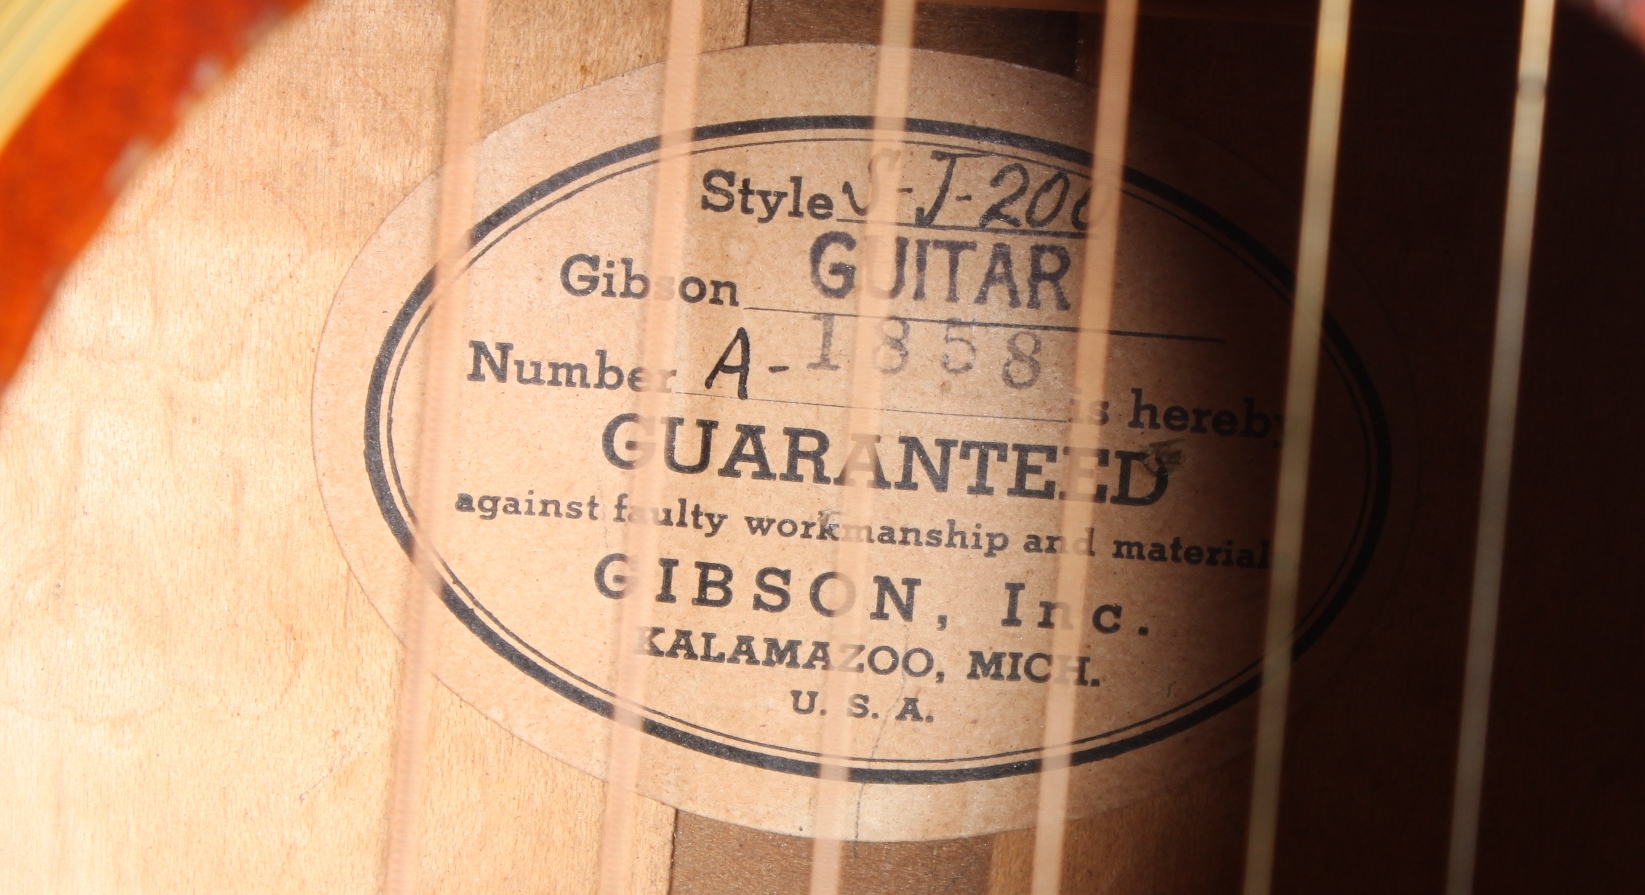 Style S-J-200
Gibson GUITAR
Number A-1858 is hereby
GUARANTEED
against faulty workmanship and material
GIBSON, Inc.
KALAMAZOO, MICH.
U. S. A.